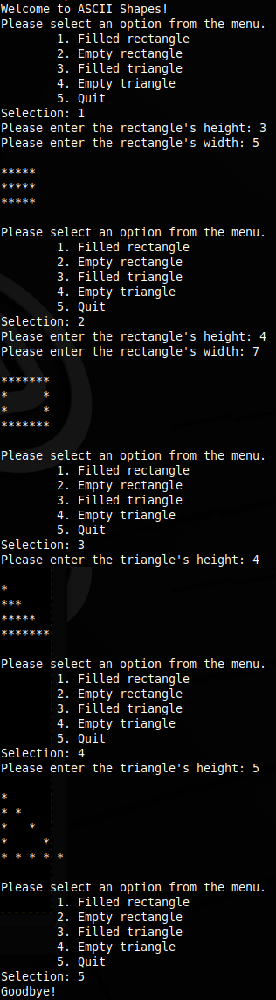 Welcome to ASCII Shapes!
Please select an option from the menu.
        1. Filled rectangle
        2. Empty rectangle
        3. Filled triangle
        4. Empty triangle
        5. Quit
Selection: 1
Please enter the rectangle's height: 3
Please enter the rectangle's width: 5

*****
*****
*****

Please select an option from the menu.
        1. Filled rectangle
        2. Empty rectangle
        3. Filled triangle
        4. Empty triangle
        5. Quit
Selection: 2
Please enter the rectangle's height: 4
Please enter the rectangle's width: 7

*******
*     *
*     *
*******

Please select an option from the menu.
        1. Filled rectangle
        2. Empty rectangle
        3. Filled triangle
        4. Empty triangle
        5. Quit
Selection: 3
Please enter the triangle's height: 4

*
***
*****
*******

Please select an option from the menu.
        1. Filled rectangle
        2. Empty rectangle
        3. Filled triangle
        4. Empty triangle
        5. Quit
Selection: 4
Please enter the triangle's height: 5

*
* *
*   *
*     *
* * * * *

Please select an option from the menu.
        1. Filled rectangle
        2. Empty rectangle
        3. Filled triangle
        4. Empty triangle
        5. Quit
Selection: 5
Goodbye!